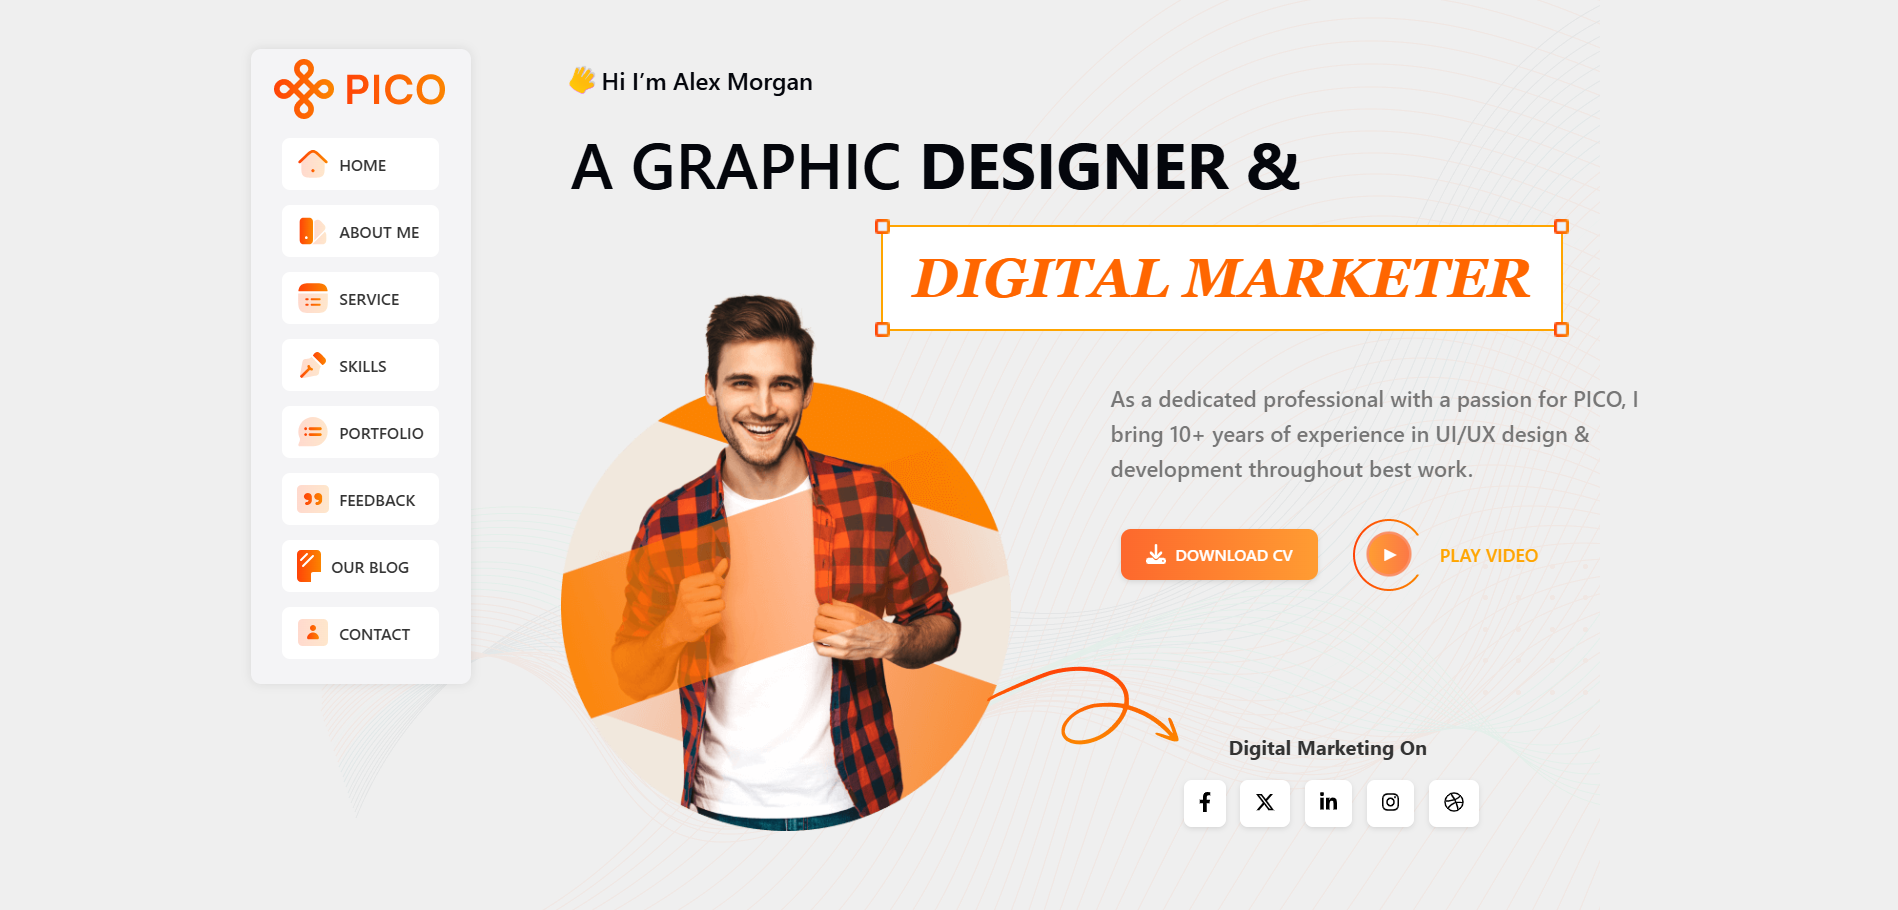 PICO
HOME
ABOUT ME
SERVICE
SKILLS
PORTFOLIO
FEEDBACK
OUR BLOG
CONTACT
👋 Hi I’m Alex Morgan
A GRAPHIC DESIGNER &
DIGITAL MARKETER
As a dedicated professional with a passion for PICO, I
bring 10+ years of experience in UI/UX design &
development throughout best work.
DOWNLOAD CV
PLAY VIDEO
Digital Marketing On